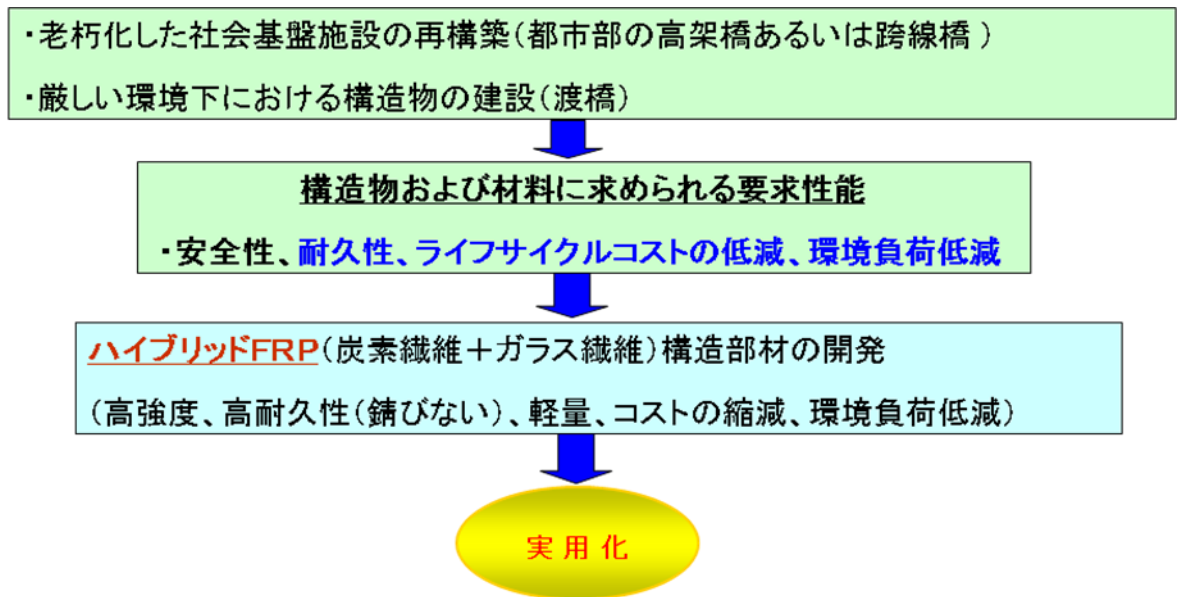 ・老朽化した社会基盤施設の再構築(都市部の高架橋あるいは跨線橋 )
・厳しい環境下における構造物の建設(渡橋)
構造物および材料に求められる要求性能
・安全性、耐久性、ライフサイクルコストの低減、環境負荷低減
ハイブリッドFRP(炭素繊維＋ガラス繊維)構造部材の開発
(高強度、高耐久性(錆びない)、軽量、コストの縮減、環境負荷低減)
実 用 化